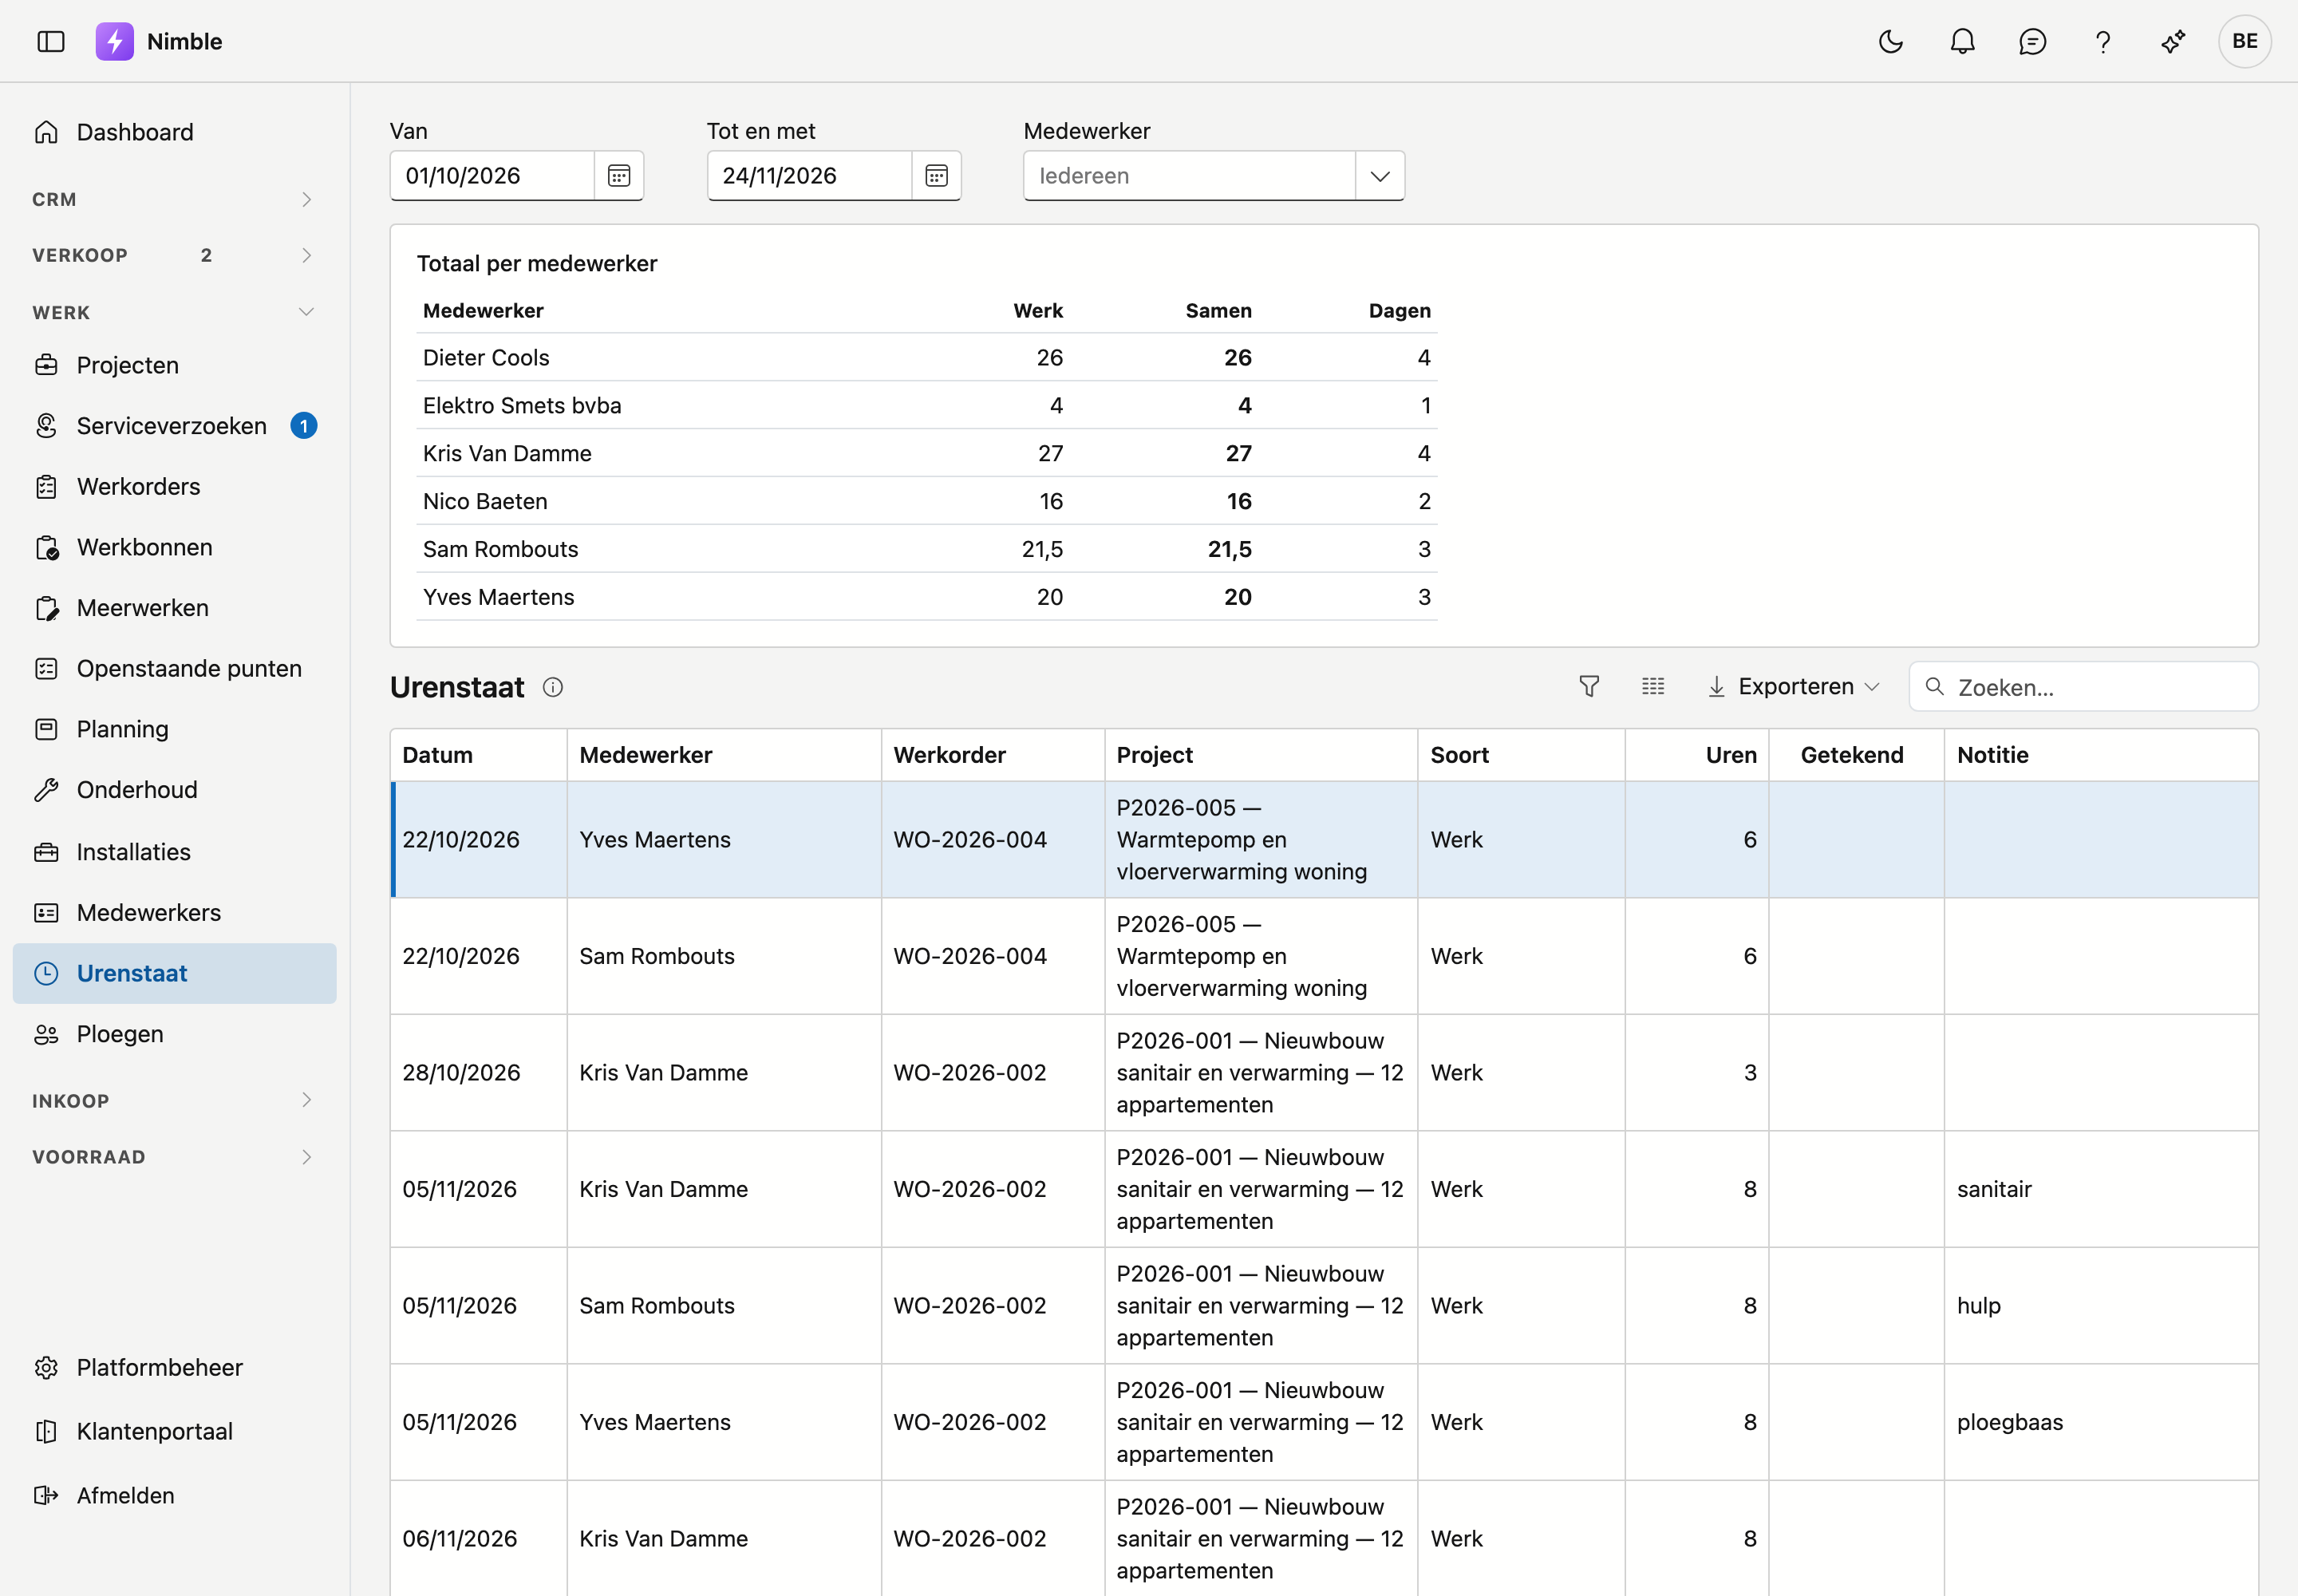 Nimble
BE
Dashboard
CRM
VERKOOP 2
WERK
Projecten
Serviceverzoeken 1
Werkorders
Werkbonnen
Meerwerken
Openstaande punten
Planning
Onderhoud
Installaties
Medewerkers
Urenstaat
Ploegen
INKOOP
VOORRAAD
Platformbeheer
Klantenportaal
Afmelden
Van Tot en met Medewerker
01/10/2026 24/11/2026 Iedereen
Totaal per medewerker
Medewerker Werk Samen Dagen
Dieter Cools 26 26 4
Elektro Smets bvba 4 4 1
Kris Van Damme 27 27 4
Nico Baeten 16 16 2
Sam Rombouts 21,5 21,5 3
Yves Maertens 20 20 3
Urenstaat Exporteren Zoeken...
Datum Medewerker Werkorder Project Soort Uren Getekend Notitie
P2026-005 —
22/10/2026 Yves Maertens WO-2026-004 Warmtepomp en Werk 6
vloerverwarming woning
P2026-005 —
22/10/2026 Sam Rombouts WO-2026-004 Warmtepomp en Werk 6
vloerverwarming woning
P2026-001 — Nieuwbouw
28/10/2026 Kris Van Damme WO-2026-002 sanitair en verwarming — 12 Werk 3
appartementen
P2026-001 — Nieuwbouw
05/11/2026 Kris Van Damme WO-2026-002 sanitair en verwarming — 12 Werk 8 sanitair
appartementen
P2026-001 — Nieuwbouw
05/11/2026 Sam Rombouts WO-2026-002 sanitair en verwarming — 12 Werk 8 hulp
appartementen
P2026-001 — Nieuwbouw
05/11/2026 Yves Maertens WO-2026-002 sanitair en verwarming — 12 Werk 8 ploegbaas
appartementen
P2026-001 — Nieuwbouw
06/11/2026 Kris Van Damme WO-2026-002 sanitair en verwarming — 12 Werk 8
appartementen